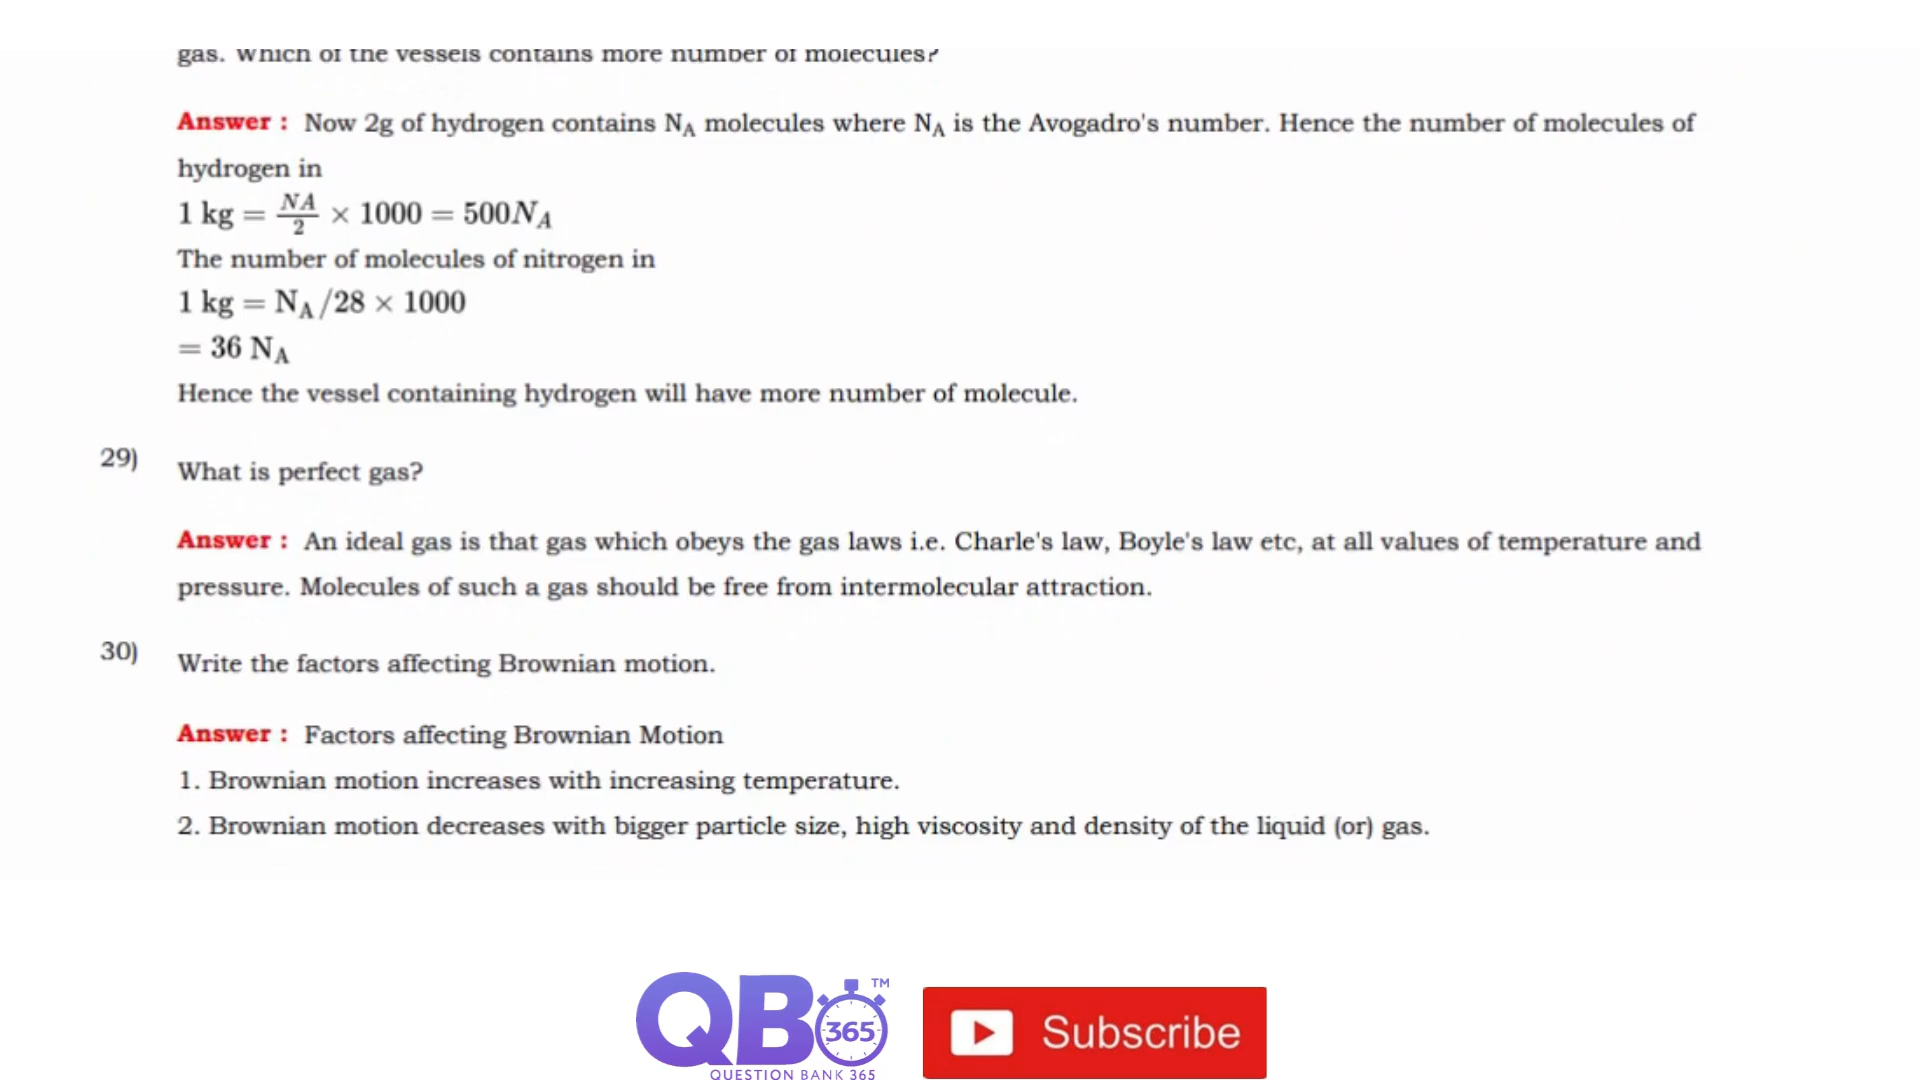 gas. Which of the vessels contains more number of molecules?
Answer : Now 2g of hydrogen contains N_A molecules where N_A is the Avogadro's number. Hence the number of molecules of
hydrogen in
1 kg = NA/2 × 1000 = 500N_A
The number of molecules of nitrogen in
1 kg = N_A/28 × 1000
= 36 N_A
Hence the vessel containing hydrogen will have more number of molecule.
29) What is perfect gas?
Answer : An ideal gas is that gas which obeys the gas laws i.e. Charle's law, Boyle's law etc, at all values of temperature and
pressure. Molecules of such a gas should be free from intermolecular attraction.
30) Write the factors affecting Brownian motion.
Answer : Factors affecting Brownian Motion
1. Brownian motion increases with increasing temperature.
2. Brownian motion decreases with bigger particle size, high viscosity and density of the liquid (or) gas.
QB 365 TM
QUESTION BANK 365
Subscribe